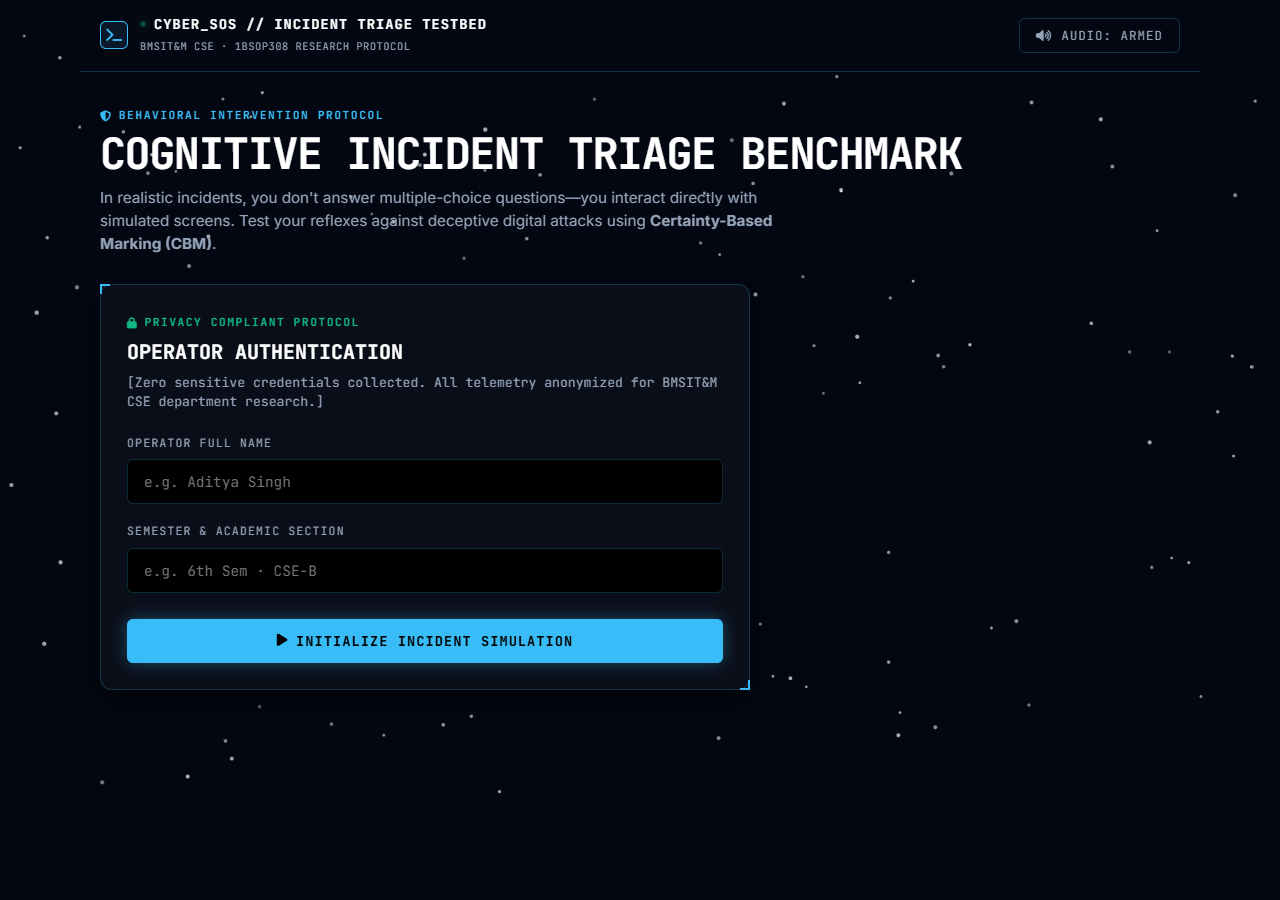 CYBER_SOS // INCIDENT TRIAGE TESTBED
BMSIT&M CSE · 1BSOP308 RESEARCH PROTOCOL
AUDIO: ARMED
BEHAVIORAL INTERVENTION PROTOCOL
COGNITIVE INCIDENT TRIAGE BENCHMARK
In realistic incidents, you don't answer multiple-choice questions—you interact directly with
simulated screens. Test your reflexes against deceptive digital attacks using Certainty-Based
Marking (CBM).
PRIVACY COMPLIANT PROTOCOL
OPERATOR AUTHENTICATION
[Zero sensitive credentials collected. All telemetry anonymized for BMSIT&M
CSE department research.]
OPERATOR FULL NAME
e.g. Aditya Singh
SEMESTER & ACADEMIC SECTION
e.g. 6th Sem · CSE-B
INITIALIZE INCIDENT SIMULATION